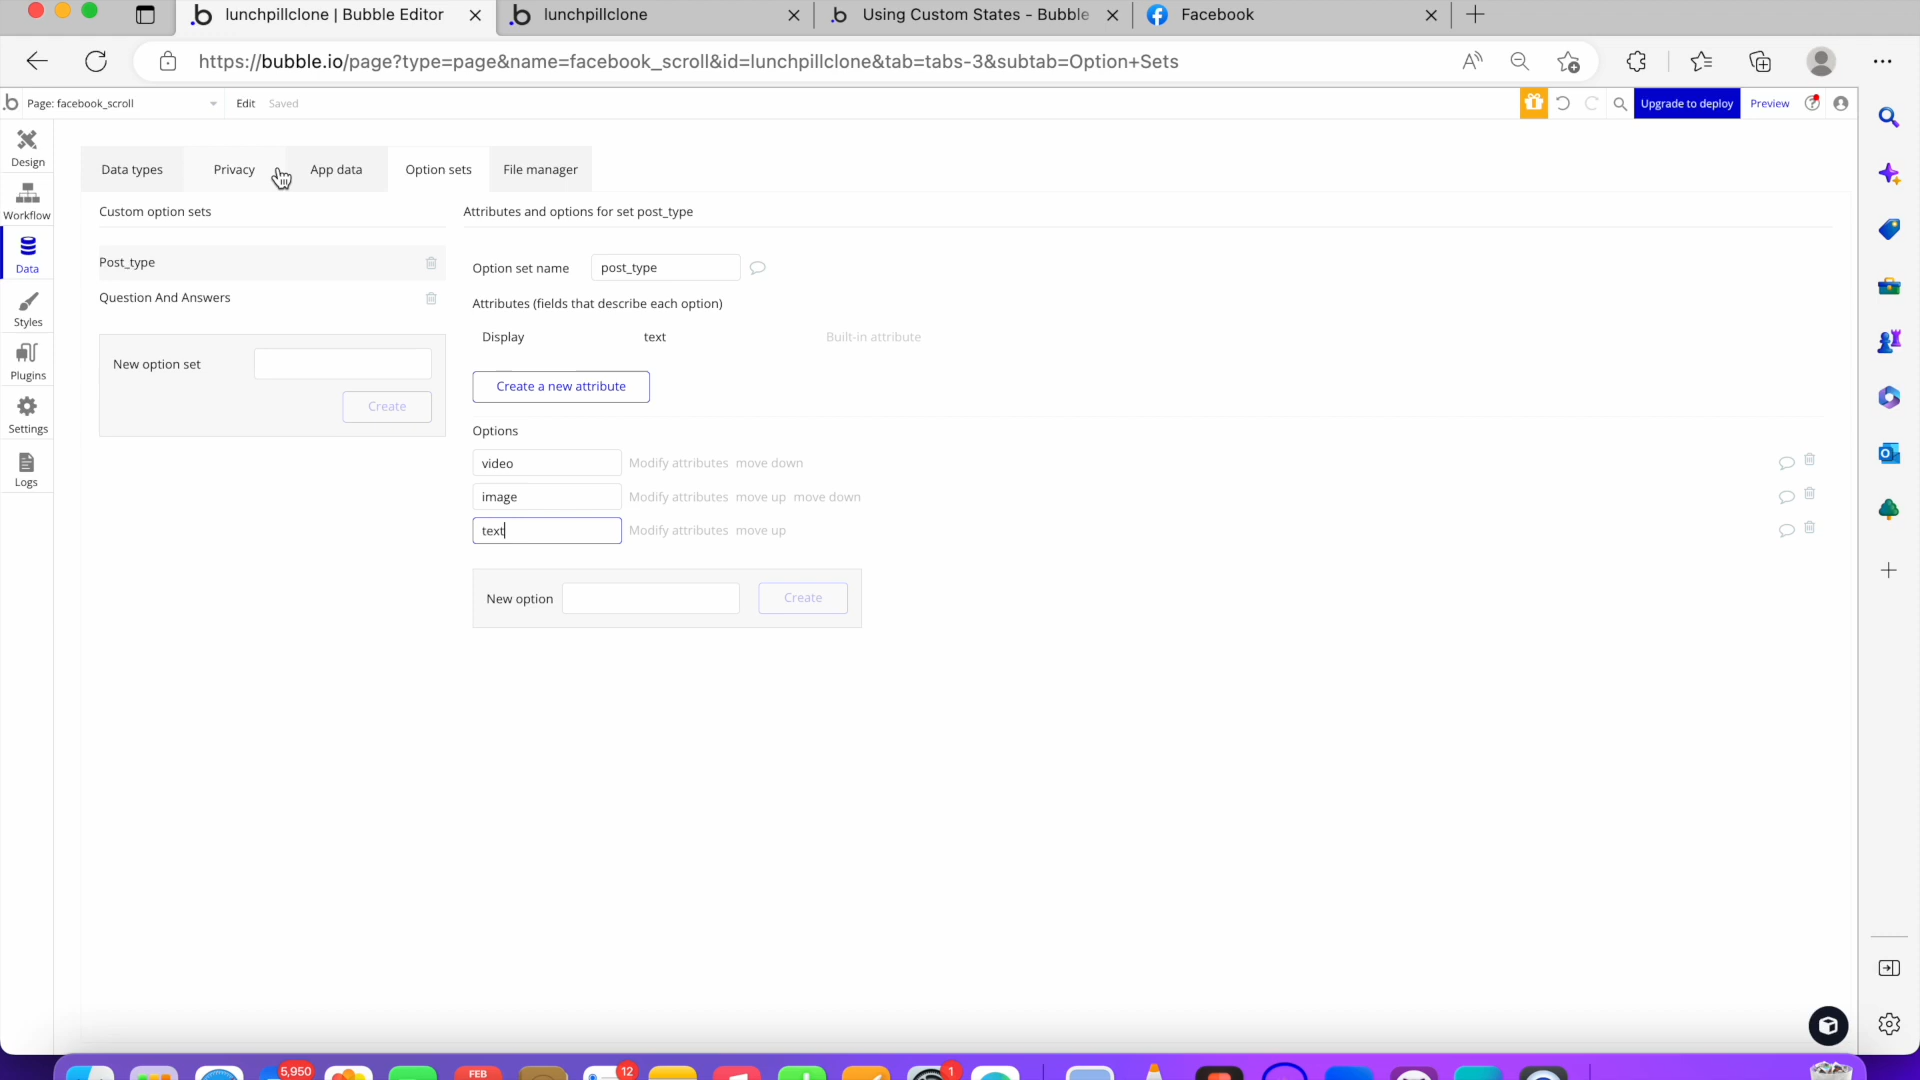 lunchpillclone | Bubble Editor
lunchpillclone
Using Custom States - Bubble
Facebook
https://bubble.io/page?type=page&name=facebook_scroll&id=lunchpillclone&tab=tabs-3&subtab=Option+Sets
Page: facebook_scroll
Edit
Saved
Upgrade to deploy
Preview
Design
Workflow
Data
Styles
Plugins
Settings
Logs
Data types
Privacy
App data
Option sets
File manager
Custom option sets
Post_type
Question And Answers
New option set
Create
Attributes and options for set post_type
Option set name
post_type
Attributes (fields that describe each option)
Display
text
Built-in attribute
Create a new attribute
Options
video
Modify attributes
move down
image
Modify attributes
move up
move down
text
Modify attributes
move up
New option
Create
5,950
FEB
12
1